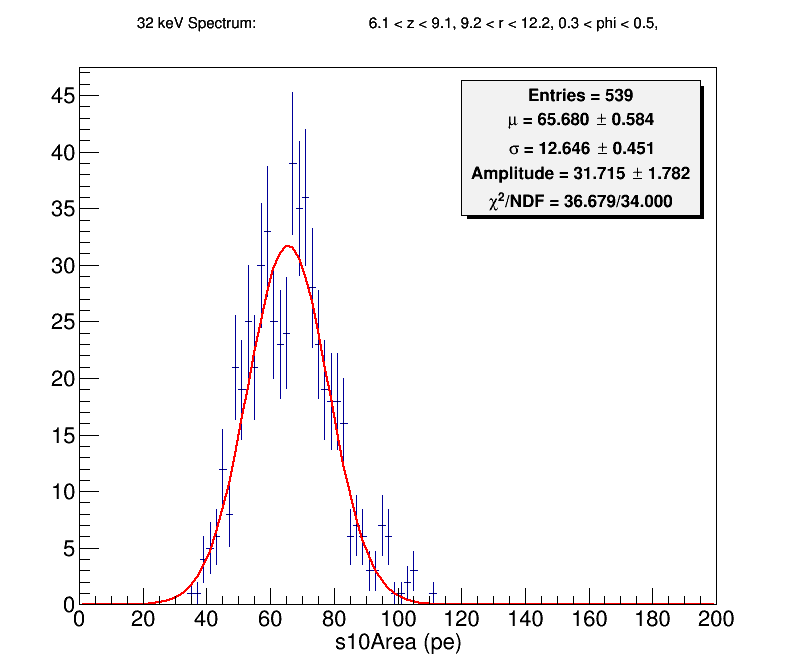 32 keV Spectrum: 6.1 < z < 9.1, 9.2 < r < 12.2, 0.3 < phi < 0.5,
Entries = 539
μ = 65.680 ± 0.584
σ = 12.646 ± 0.451
Amplitude = 31.715 ± 1.782
χ²/NDF = 36.679/34.000
45
40
35
30
25
20
15
10
5
0
0 20 40 60 80 100 120 140 160 180 200
s10Area (pe)